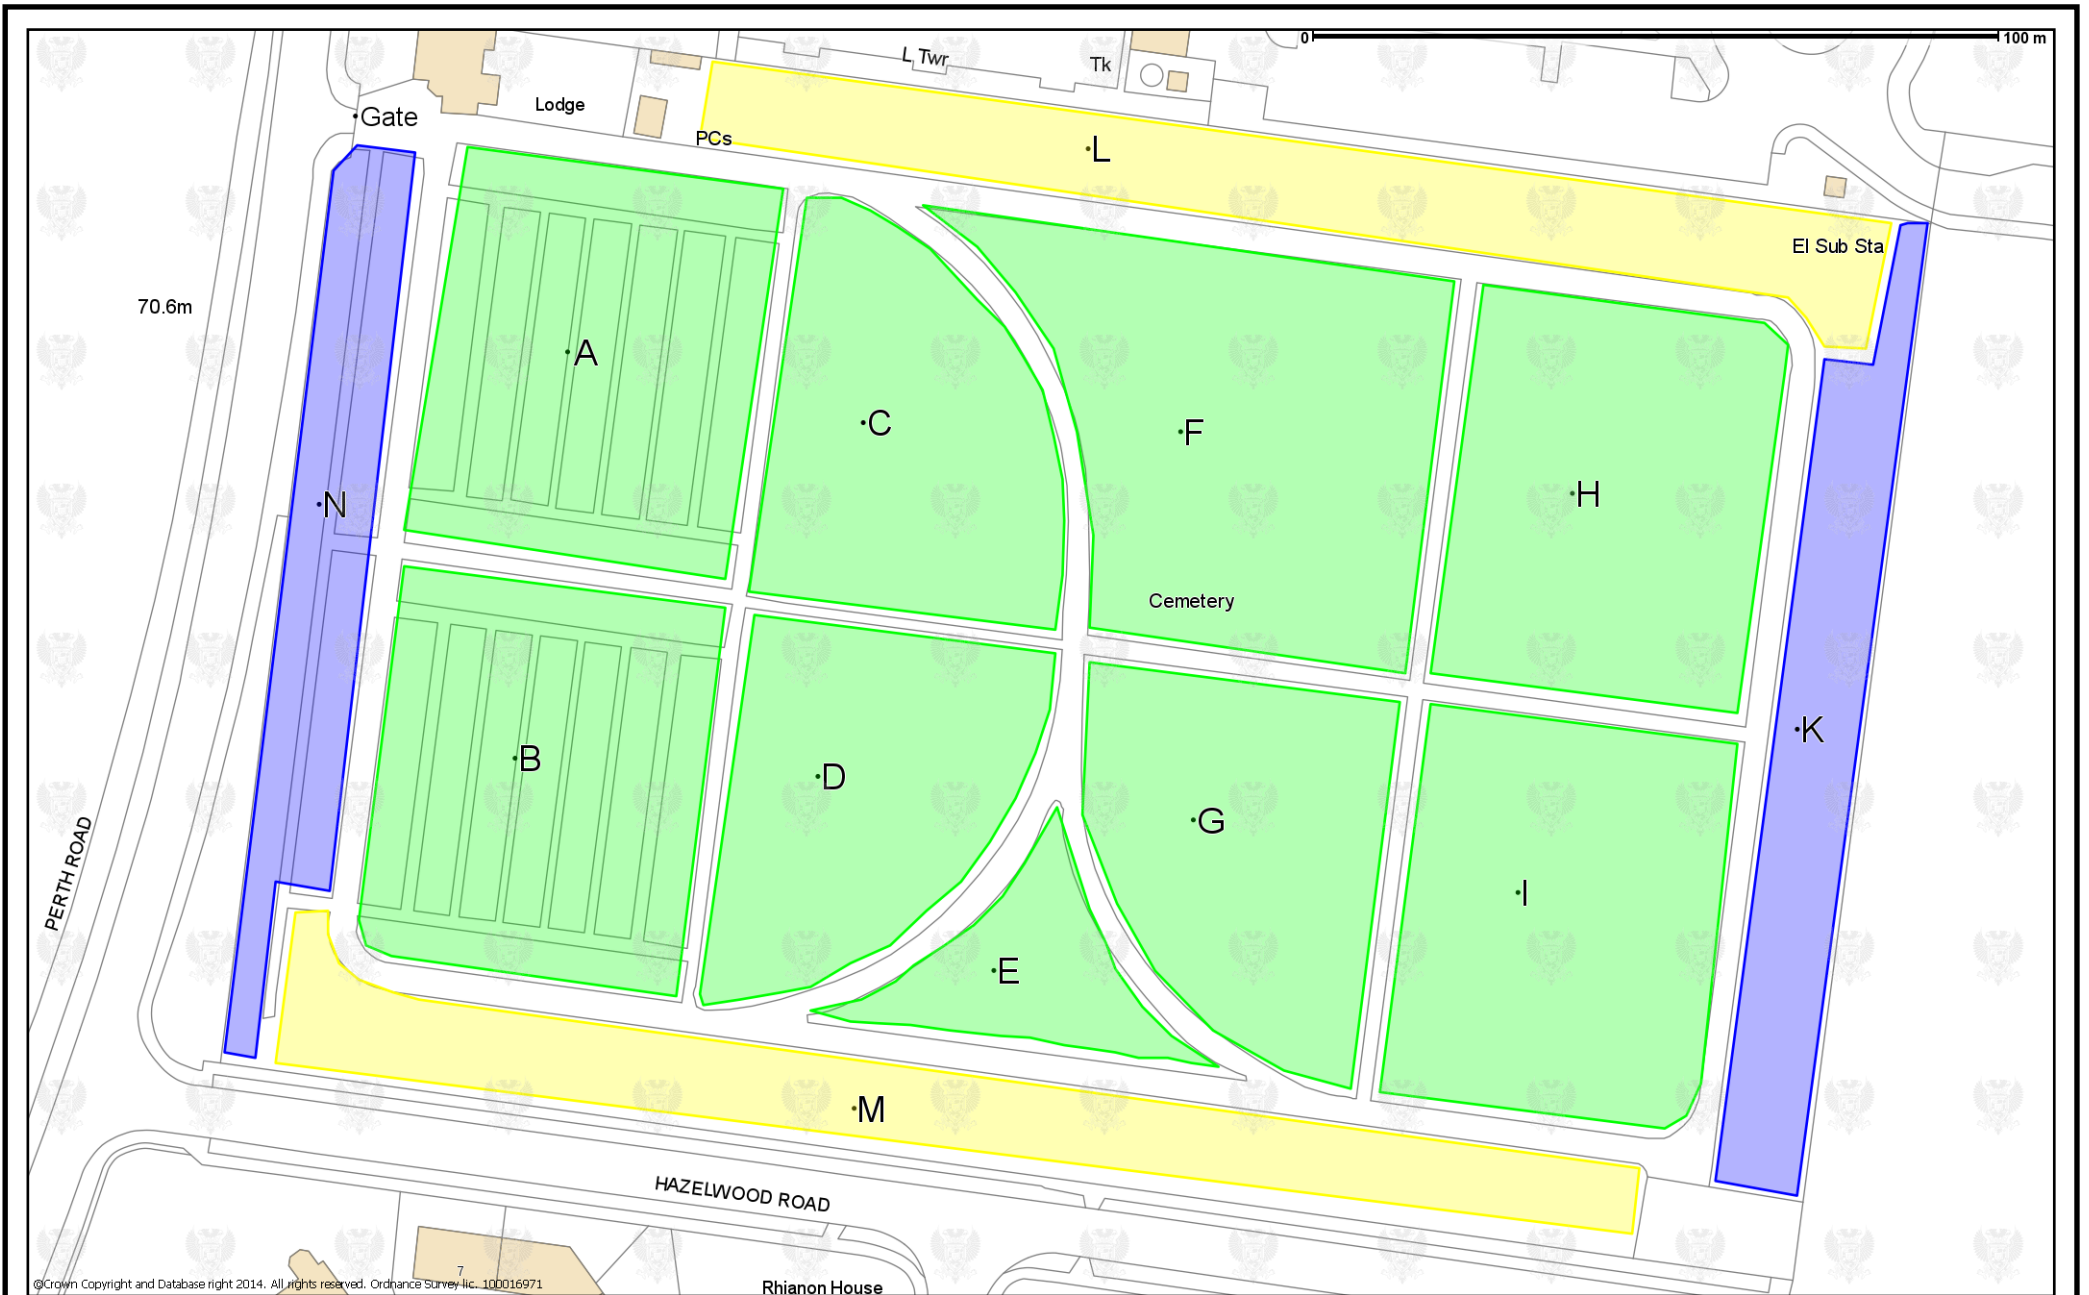 0
100 m
L Twr
Tk
Lodge
Gate
PCs
L
El Sub Sta
70.6m
A
C
F
H
N
Cemetery
K
B
D
G
PERTH ROAD
I
E
M
HAZELWOOD ROAD
7
©Crown Copyright and Database right 2014. All rights reserved. Ordnance Survey lic. 100016971
Rhianon House